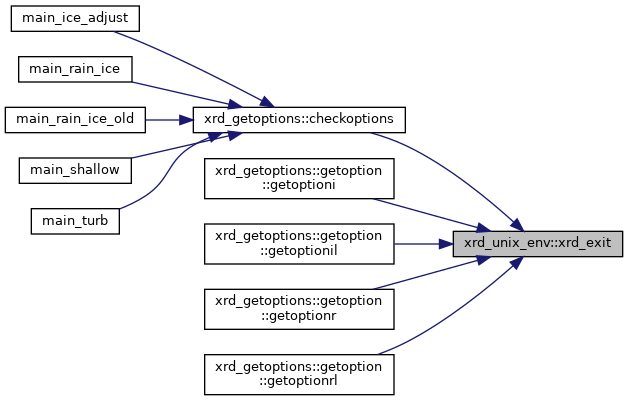 main_ice_adjust
main_rain_ice
main_rain_ice_old
main_shallow
main_turb
xrd_getoptions::checkoptions
xrd_getoptions::getoption
::getoptioni
xrd_getoptions::getoption
::getoptionil
xrd_getoptions::getoption
::getoptionr
xrd_getoptions::getoption
::getoptionrl
xrd_unix_env::xrd_exit